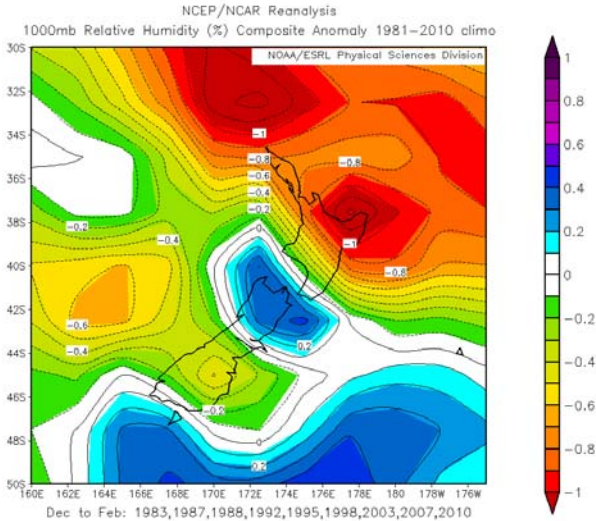 NCEP/NCAR Reanalysis
1000mb Relative Humidity (%) Composite Anomaly 1981-2010 climo
NOAA/ESRL Physical Sciences Division
30S
32S
34S
36S
38S
40S
42S
44S
46S
48S
50S
-1
-0.8
-0.6
-0.4
-0.2
0
-0.8
-1
-0.8
-0.2
-0.4
-0.6
-0.4
0.2
-0.2
0
0.2
1
0.8
0.6
0.4
0.2
0
-0.2
-0.4
-0.6
-0.8
-1
160E 162E 164E 166E 168E 170E 172E 174E 176E 178E 180 178W 176W
Dec to Feb: 1983,1987,1988,1992,1995,1998,2003,2007,2010